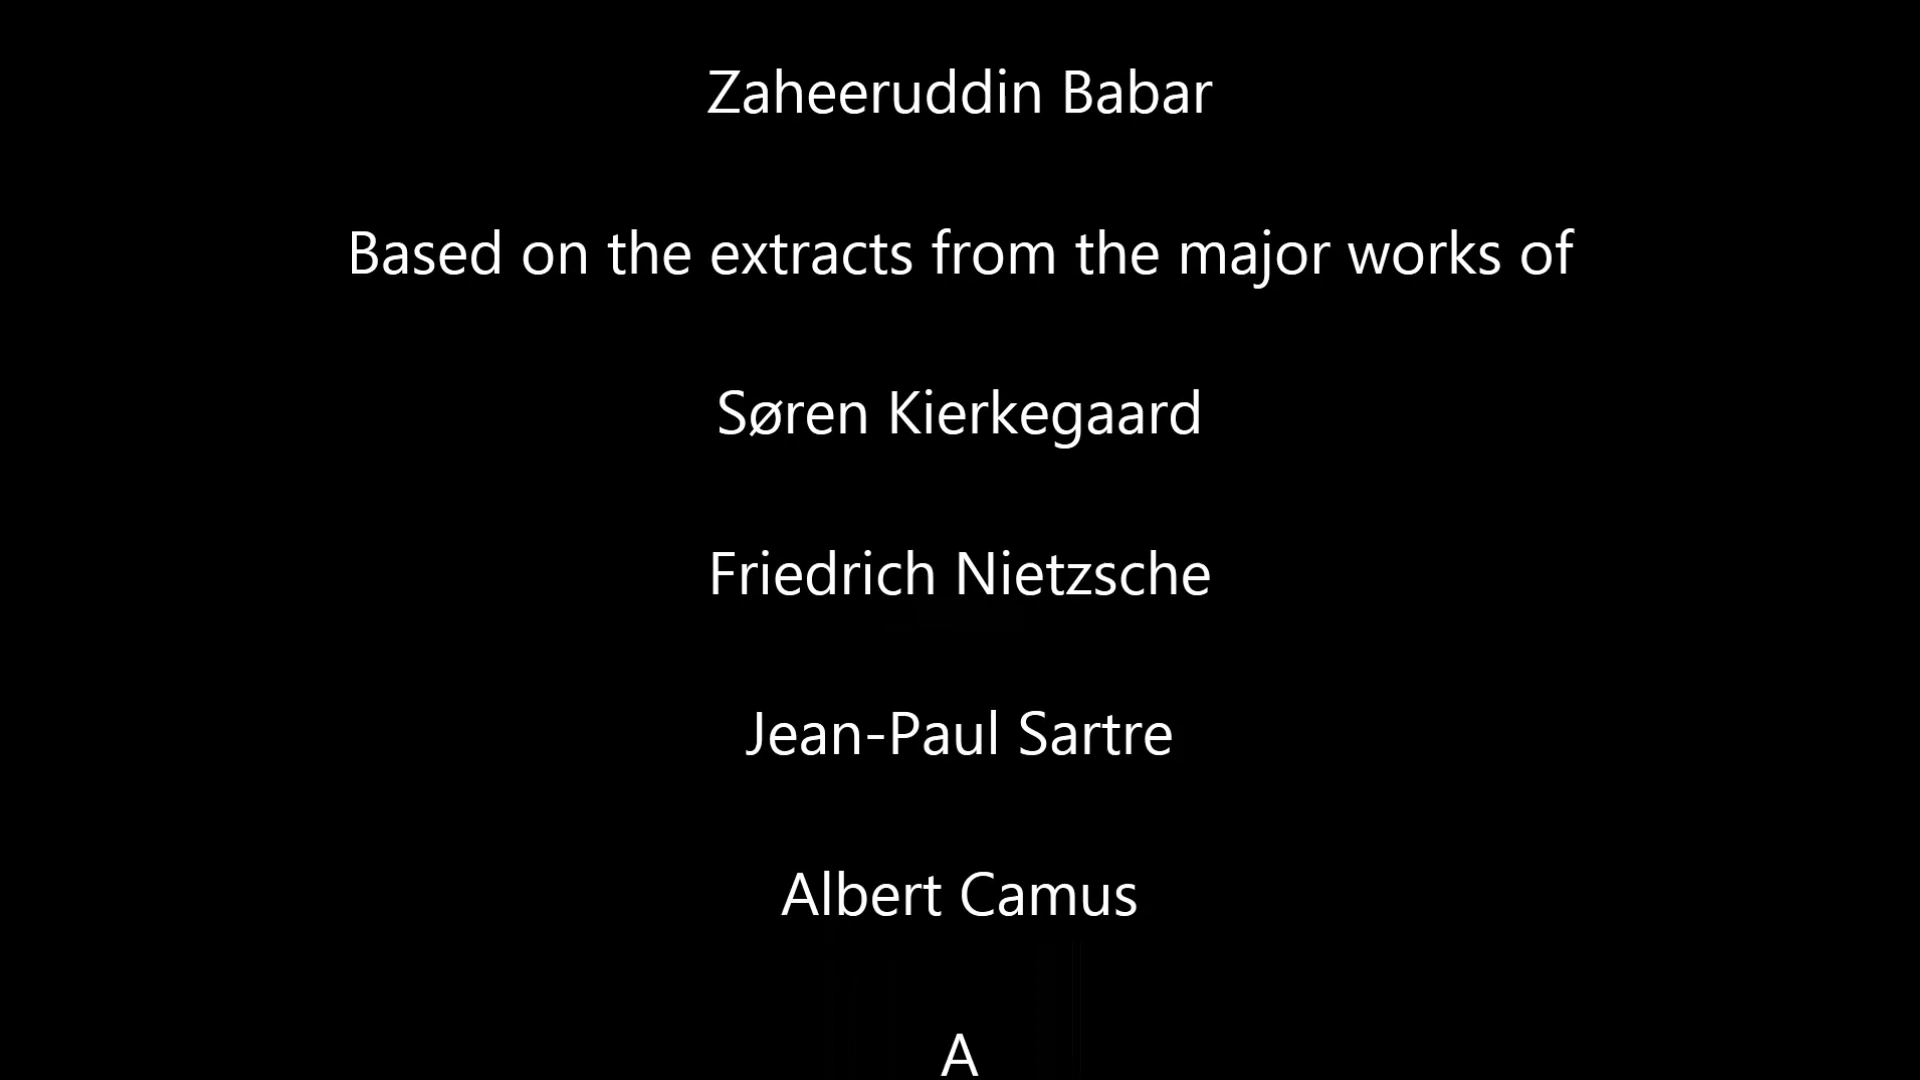 Zaheeruddin Babar
Based on the extracts from the major works of
Søren Kierkegaard
Friedrich Nietzsche
Jean-Paul Sartre
Albert Camus
A